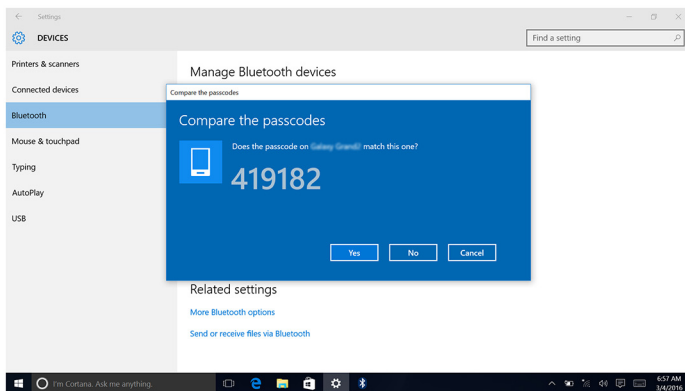 Settings
DEVICES
Find a setting
Printers & scanners
Connected devices
Bluetooth
Mouse & touchpad
Typing
AutoPlay
USB
Manage Bluetooth devices
Compare the passcodes
Compare the passcodes
Does the passcode on match this one?
419182
Yes No Cancel
Related settings
More Bluetooth options
Send or receive files via Bluetooth
I'm Cortana. Ask me anything.
6:57 AM
3/4/2016